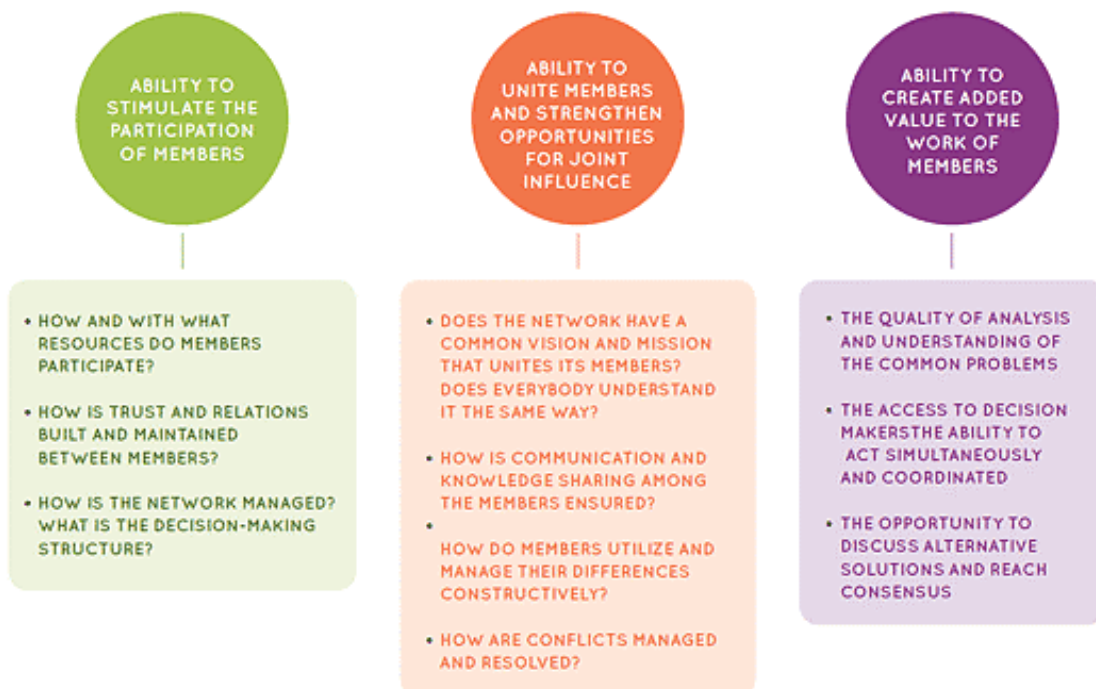 ABILITY TO
STIMULATE THE
PARTICIPATION
OF MEMBERS
• HOW AND WITH WHAT
RESOURCES DO MEMBERS
PARTICIPATE?
• HOW IS TRUST AND RELATIONS
BUILT AND MAINTAINED
BETWEEN MEMBERS?
• HOW IS THE NETWORK MANAGED?
WHAT IS THE DECISION-MAKING
STRUCTURE?
ABILITY TO
UNITE MEMBERS
AND STRENGTHEN
OPPORTUNITIES
FOR JOINT
INFLUENCE
• DOES THE NETWORK HAVE A
COMMON VISION AND MISSION
THAT UNITES ITS MEMBERS?
DOES EVERYBODY UNDERSTAND
IT THE SAME WAY?
• HOW IS COMMUNICATION AND
KNOWLEDGE SHARING AMONG
THE MEMBERS ENSURED?
•
HOW DO MEMBERS UTILIZE AND
MANAGE THEIR DIFFERENCES
CONSTRUCTIVELY?
• HOW ARE CONFLICTS MANAGED
AND RESOLVED?
ABILITY TO
CREATE ADDED
VALUE TO THE
WORK OF
MEMBERS
• THE QUALITY OF ANALYSIS
AND UNDERSTANDING OF
THE COMMON PROBLEMS
• THE ACCESS TO DECISION
MAKERSTHE ABILITY TO
ACT SIMULTANEOUSLY
AND COORDINATED
• THE OPPORTUNITY TO
DISCUSS ALTERNATIVE
SOLUTIONS AND REACH
CONSENSUS